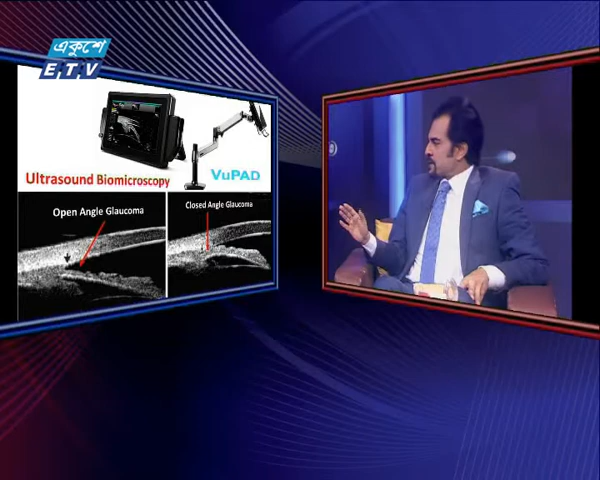 একুশে
ETV
Ultrasound Biomicroscopy
VuPAD
Open Angle Glaucoma
Closed Angle Glaucoma